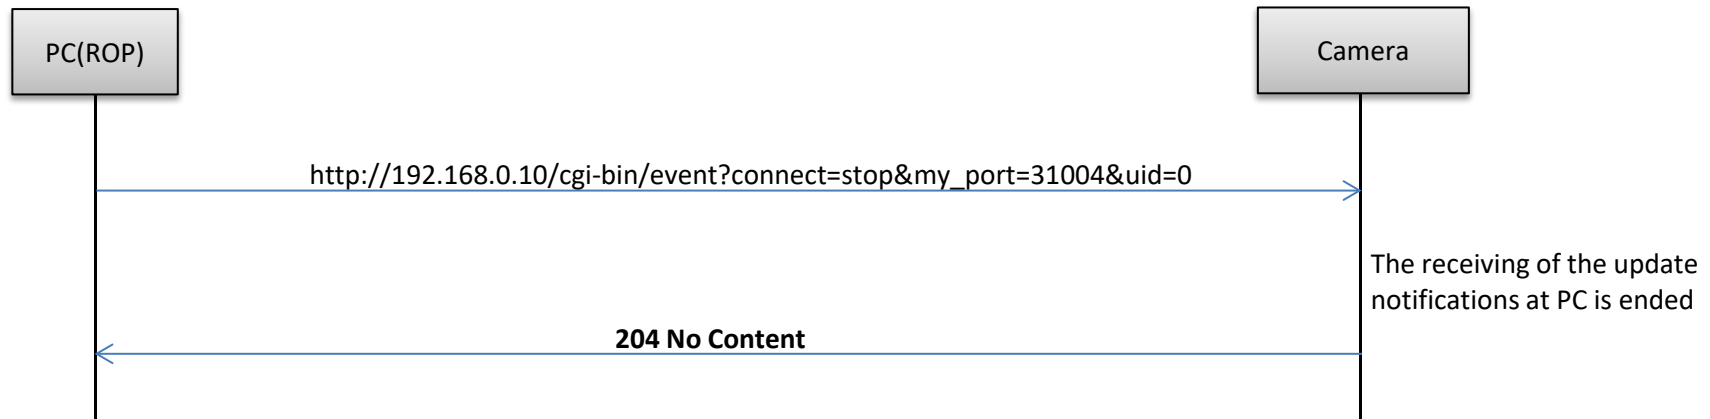 PC(ROP)
Camera
http://192.168.0.10/cgi-bin/event?connect=stop&my_port=31004&uid=0
The receiving of the update
notifications at PC is ended
204 No Content